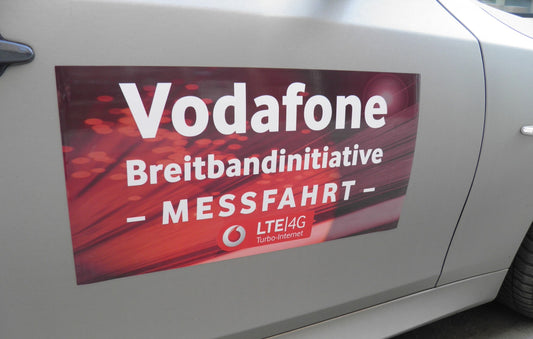 Vodafone
Breitbandinitiative
– MESSFAHRT –
LTE|4G
Turbo-Internet